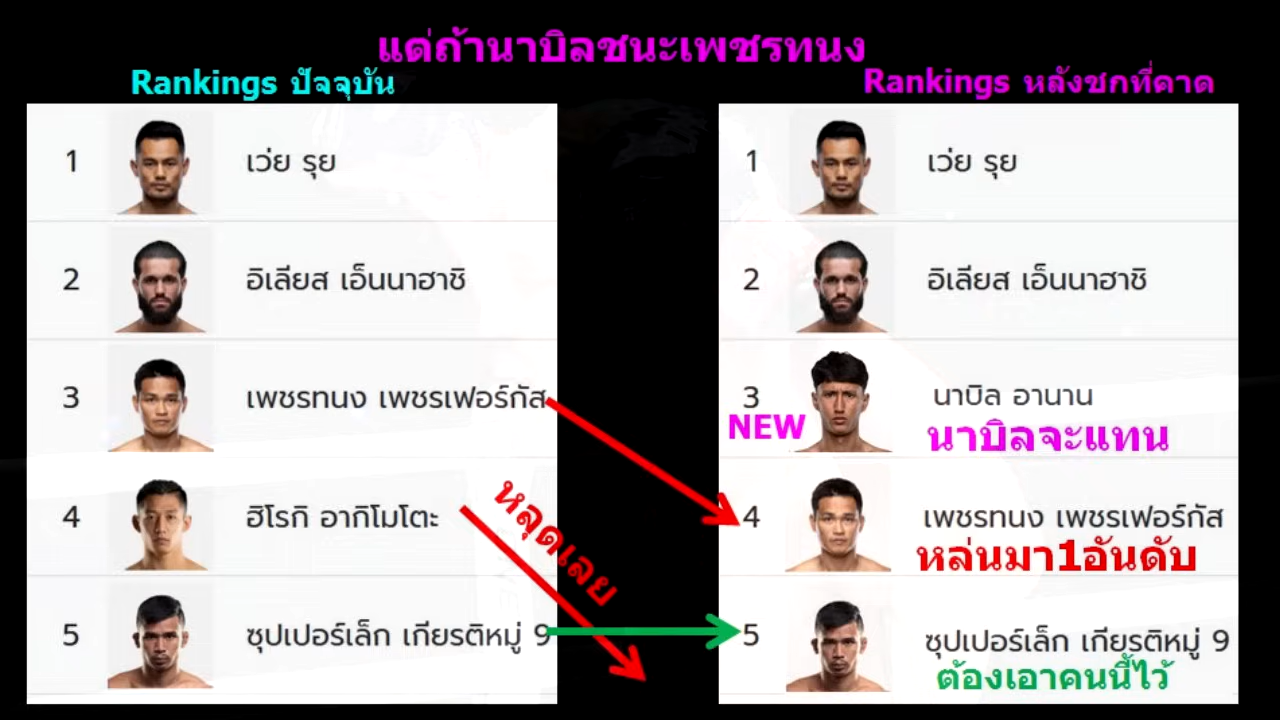 แต่ถ้านาบิลชนะเพชรทนง
Rankings ปัจจุบัน
1 เว่ย รุย
2 อิเลียส เอ็นนาฮาชิ
3 เพชรทนง เพชรเฟอร์กัส
4 ฮิโรกิ อากิโมโตะ
5 ซุปเปอร์เล็ก เกียรติหมู่ 9
หลุดเลย
Rankings หลังชกที่คาด
1 เว่ย รุย
2 อิเลียส เอ็นนาฮาชิ
3 นาบิล อานาน
NEW นาบิลจะแทน
4 เพชรทนง เพชรเฟอร์กัส
หล่นมา1อันดับ
5 ซุปเปอร์เล็ก เกียรติหมู่ 9
ต้องเอาคนนี้ไว้